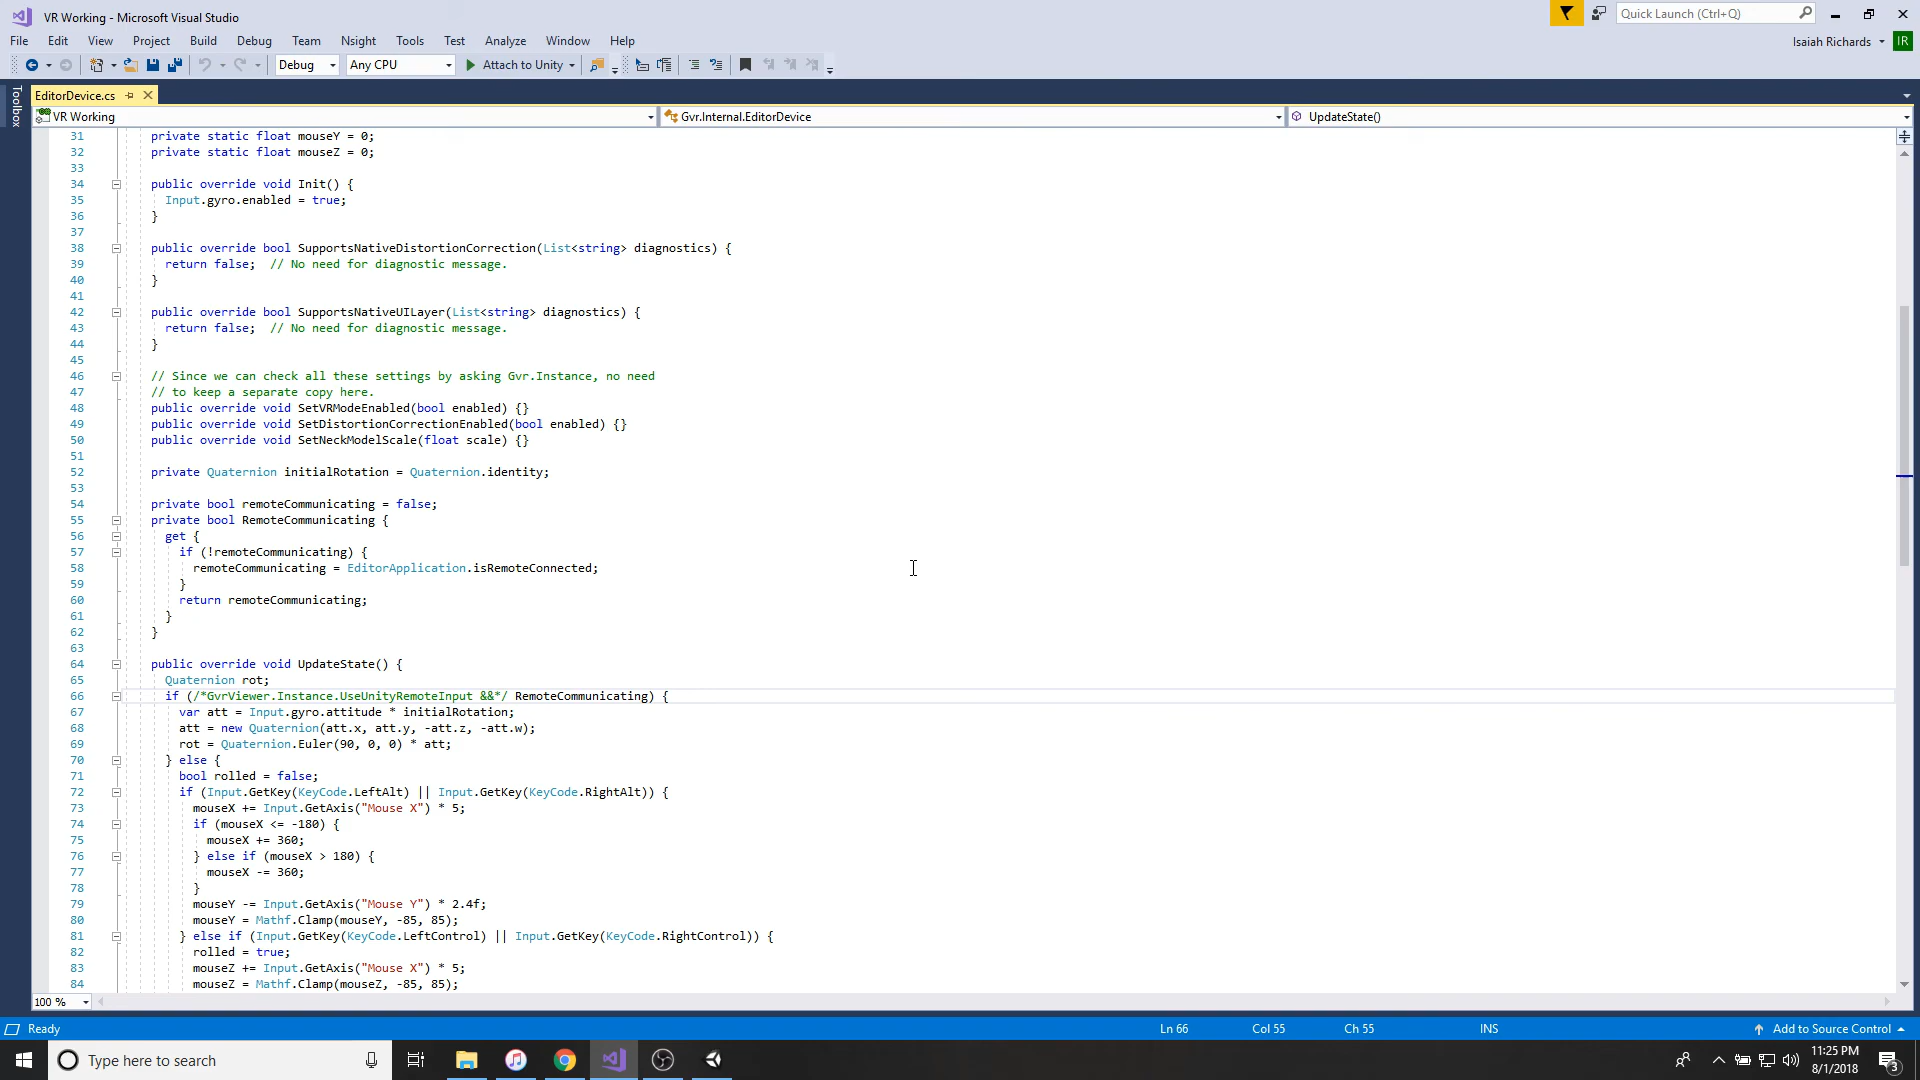 VR Working - Microsoft Visual Studio
Quick Launch (Ctrl+Q)
File Edit View Project Build Debug Team Nsight Tools Test Analyze Window Help
Isaiah Richards IR
Debug Any CPU Attach to Unity
Toolbox
EditorDevice.cs
VR Working Gvr.Internal.EditorDevice UpdateState()
31 private static float mouseY = 0;
32 private static float mouseZ = 0;
33
34 public override void Init() {
35 Input.gyro.enabled = true;
36 }
37
38 public override bool SupportsNativeDistortionCorrection(List<string> diagnostics) {
39 return false;  // No need for diagnostic message.
40 }
41
42 public override bool SupportsNativeUILayer(List<string> diagnostics) {
43 return false;  // No need for diagnostic message.
44 }
45
46 // Since we can check all these settings by asking Gvr.Instance, no need
47 // to keep a separate copy here.
48 public override void SetVRModeEnabled(bool enabled) {}
49 public override void SetDistortionCorrectionEnabled(bool enabled) {}
50 public override void SetNeckModelScale(float scale) {}
51
52 private Quaternion initialRotation = Quaternion.identity;
53
54 private bool remoteCommunicating = false;
55 private bool RemoteCommunicating {
56 get {
57 if (!remoteCommunicating) {
58 remoteCommunicating = EditorApplication.isRemoteConnected;
59 }
60 return remoteCommunicating;
61 }
62 }
63
64 public override void UpdateState() {
65 Quaternion rot;
66 if (/*GvrViewer.Instance.UseUnityRemoteInput &&*/ RemoteCommunicating) {
67 var att = Input.gyro.attitude * initialRotation;
68 att = new Quaternion(att.x, att.y, -att.z, -att.w);
69 rot = Quaternion.Euler(90, 0, 0) * att;
70 } else {
71 bool rolled = false;
72 if (Input.GetKey(KeyCode.LeftAlt) || Input.GetKey(KeyCode.RightAlt)) {
73 mouseX += Input.GetAxis("Mouse X") * 5;
74 if (mouseX <= -180) {
75 mouseX += 360;
76 } else if (mouseX > 180) {
77 mouseX -= 360;
78 }
79 mouseY -= Input.GetAxis("Mouse Y") * 2.4f;
80 mouseY = Mathf.Clamp(mouseY, -85, 85);
81 } else if (Input.GetKey(KeyCode.LeftControl) || Input.GetKey(KeyCode.RightControl)) {
82 rolled = true;
83 mouseZ += Input.GetAxis("Mouse X") * 5;
84 mouseZ = Mathf.Clamp(mouseZ, -85, 85);
100 %
Ready Ln 66 Col 55 Ch 55 INS Add to Source Control
Type here to search
11:25 PM
8/1/2018
3